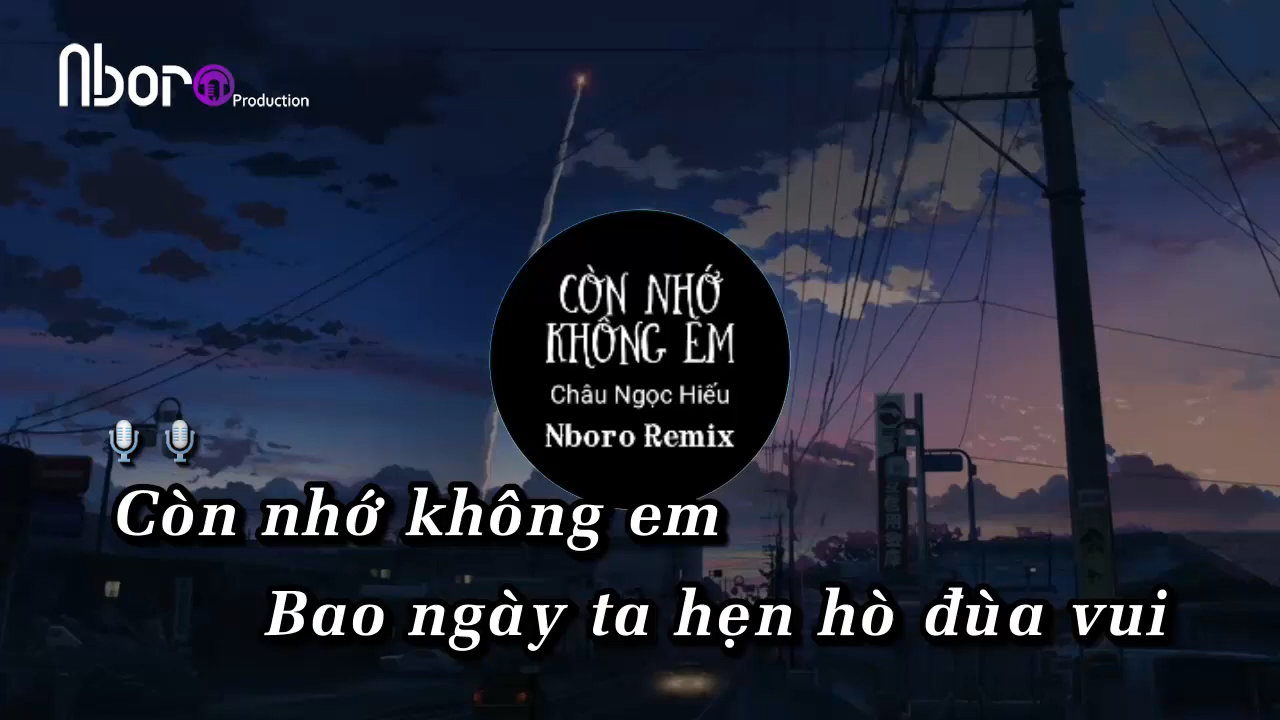 Nboro Production
CÒN NHỚ
KHÔNG EM
Châu Ngọc Hiếu
Nboro Remix
Còn nhớ không em
Bao ngày ta hẹn hò đùa vui